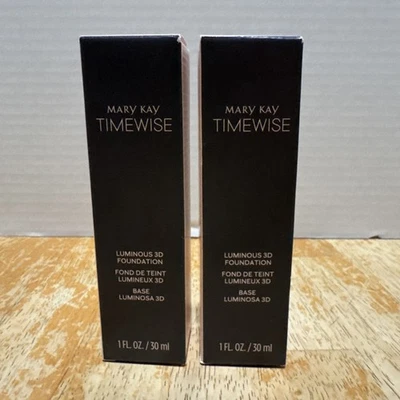 MARY KAY
TIMEWISE
LUMINOUS 3D
FOUNDATION
FOND DE TEINT
LUMINEUX 3D
BASE
LUMINOSA 3D
1 FL. OZ. / 30 ml
MARY KAY
TIMEWISE
LUMINOUS 3D
FOUNDATION
FOND DE TEINT
LUMINEUX 3D
BASE
LUMINOSA 3D
1 FL. OZ. / 30 ml